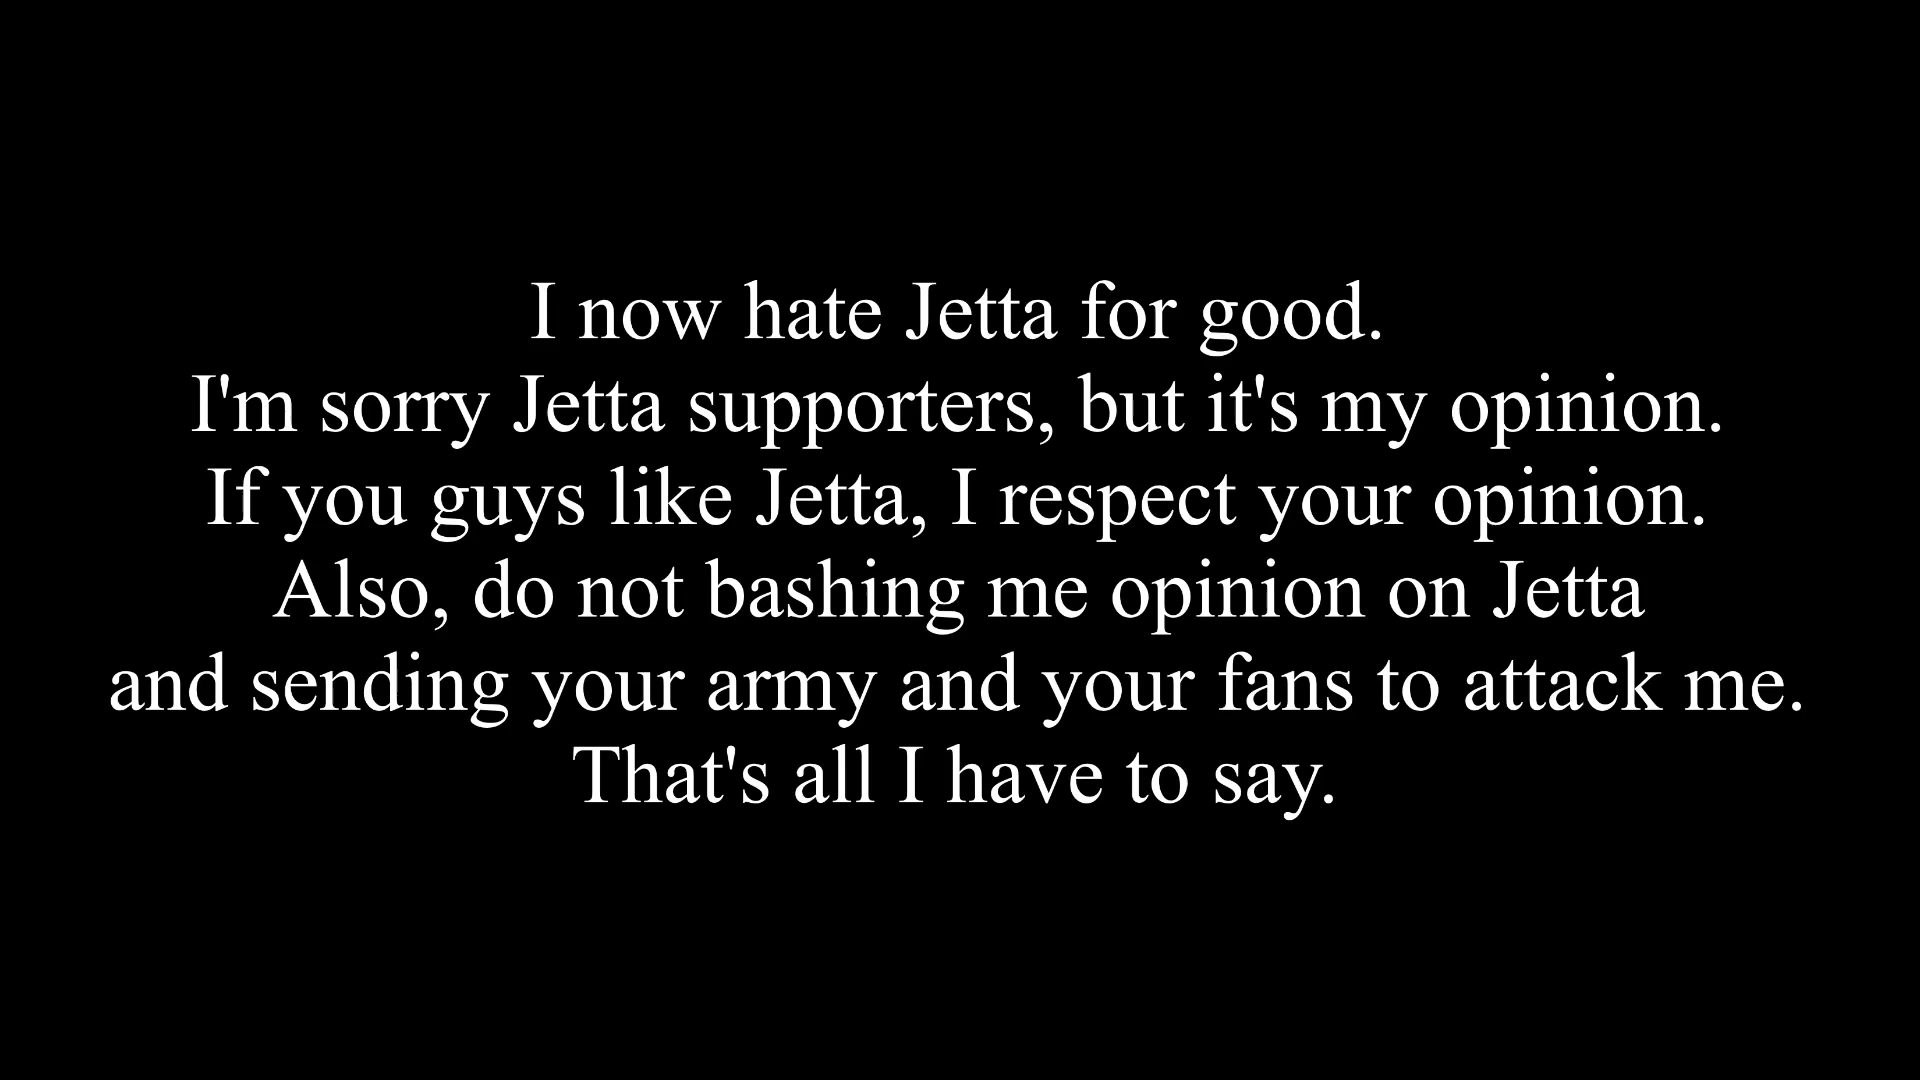 I now hate Jetta for good.
I'm sorry Jetta supporters, but it's my opinion.
If you guys like Jetta, I respect your opinion.
Also, do not bashing me opinion on Jetta
and sending your army and your fans to attack me.
That's all I have to say.